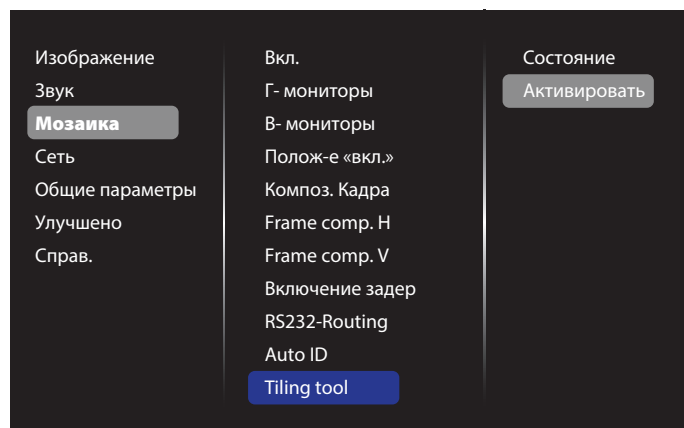 Изображение
Звук
Мозаика
Сеть
Общие параметры
Улучшено
Справ.
Вкл.
Г- мониторы
В- мониторы
Полож-е «вкл.»
Композ. Кадра
Frame comp. H
Frame comp. V
Включение задер
RS232-Routing
Auto ID
Tiling tool
Состояние
Активировать